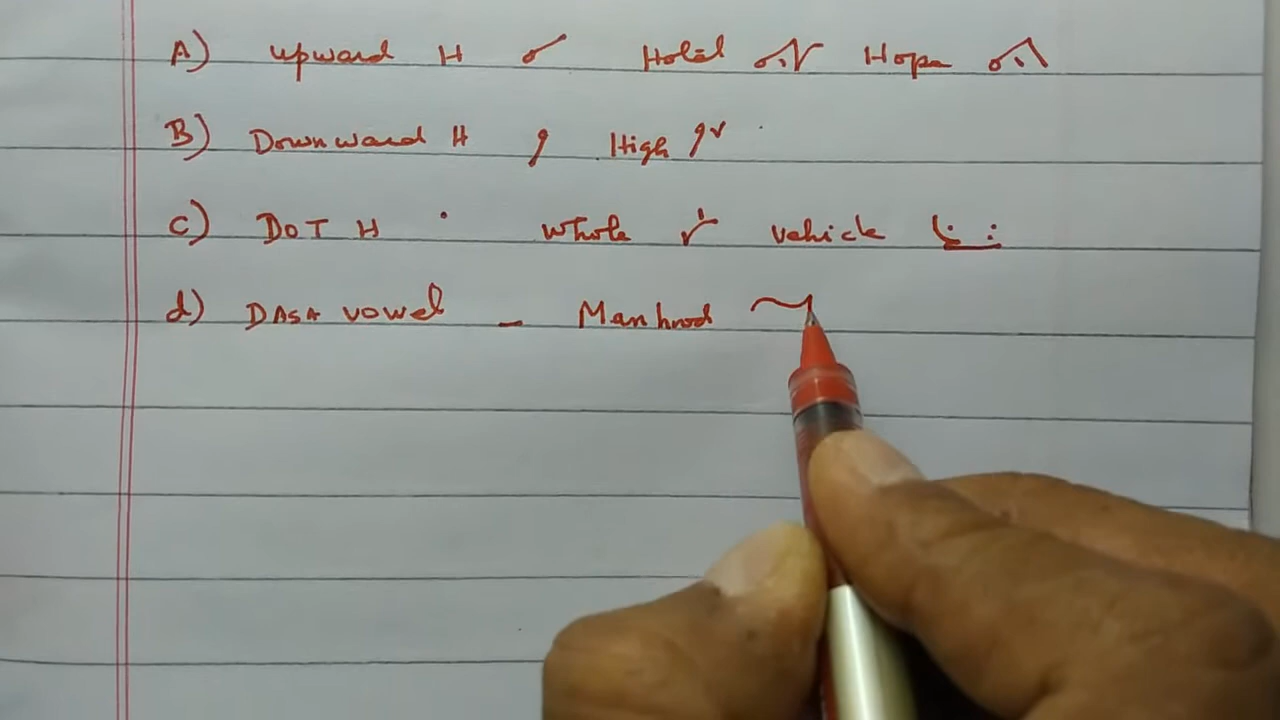 A) upward H Hotel Hope
B) Downward H High
C) DOT H Whole vehicle
d) DASH vowel - Manhood